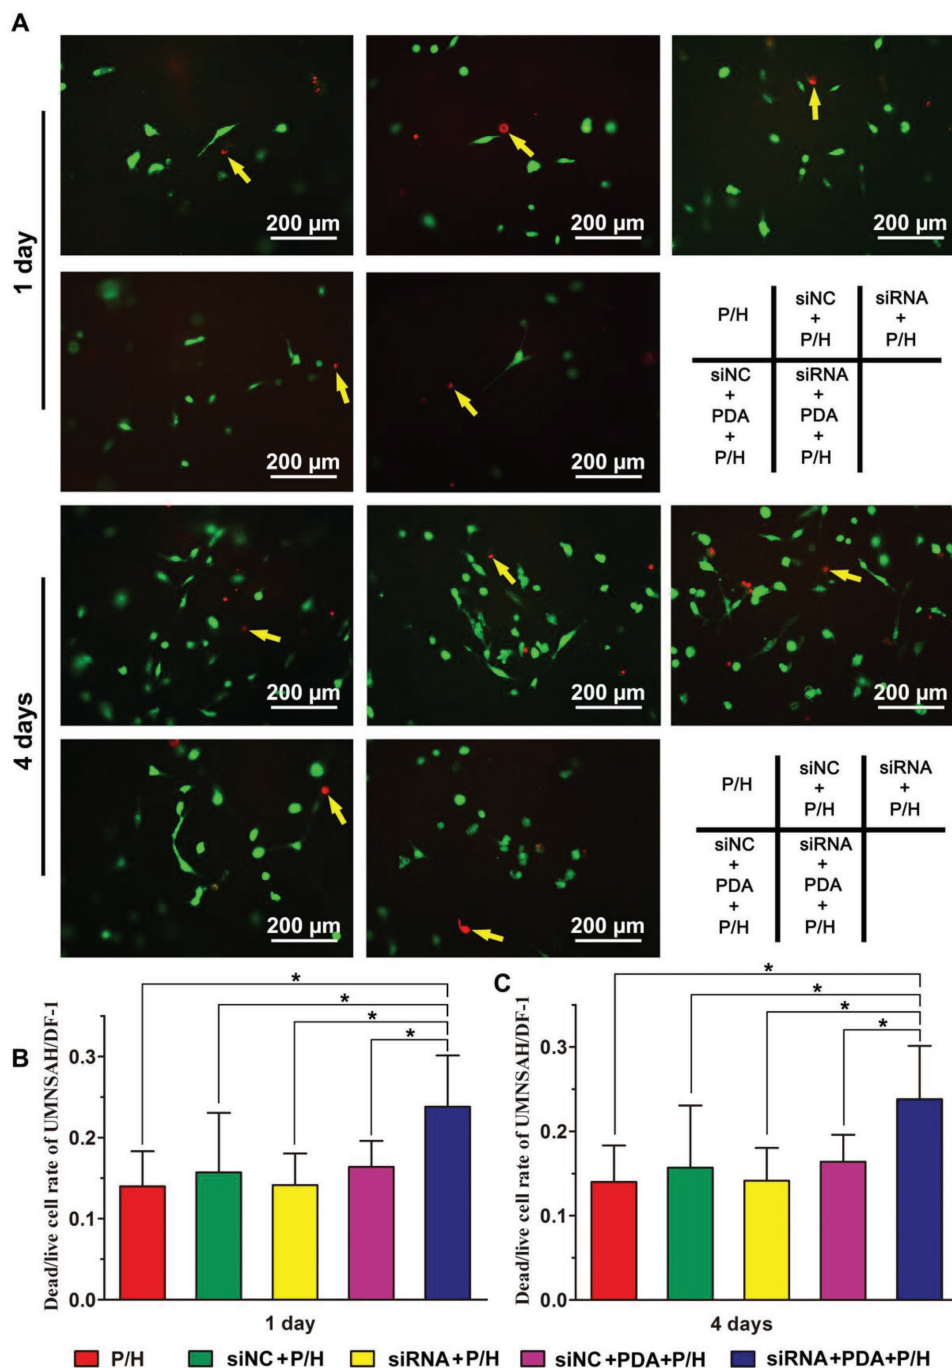 A
1 day
200 µm
200 µm
200 µm
200 µm
200 µm
P/H
siNC
+
P/H
siRNA
+
P/H
siNC
+
PDA
+
P/H
siRNA
+
PDA
+
P/H
4 days
200 µm
200 µm
200 µm
200 µm
200 µm
P/H
siNC
+
P/H
siRNA
+
P/H
siNC
+
PDA
+
P/H
siRNA
+
PDA
+
P/H
B
Dead/live cell rate of UMNSAH/DF-1
0.3
0.2
0.1
0.0
*
*
*
*
1 day
C
Dead/live cell rate of UMNSAH/DF-1
0.3
0.2
0.1
0.0
*
*
*
*
4 days
P/H
siNC+P/H
siRNA+P/H
siNC+PDA+P/H
siRNA+PDA+P/H